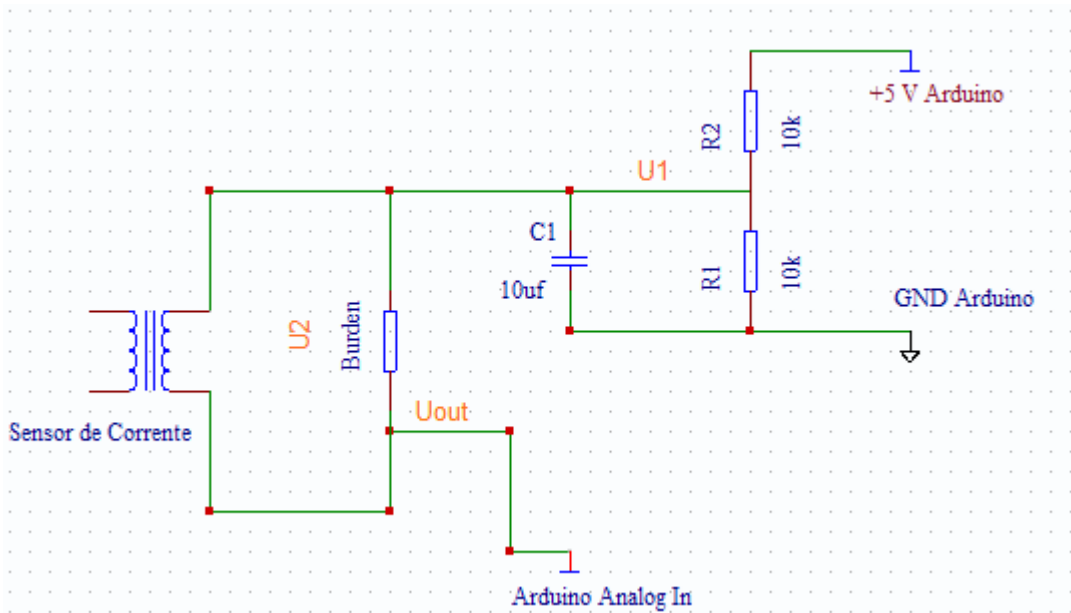 +5 V Arduino
R2
10k
U1
C1
10uf
R1
10k
GND Arduino
U2
Burden
Uout
Sensor de Corrente
Arduino Analog In